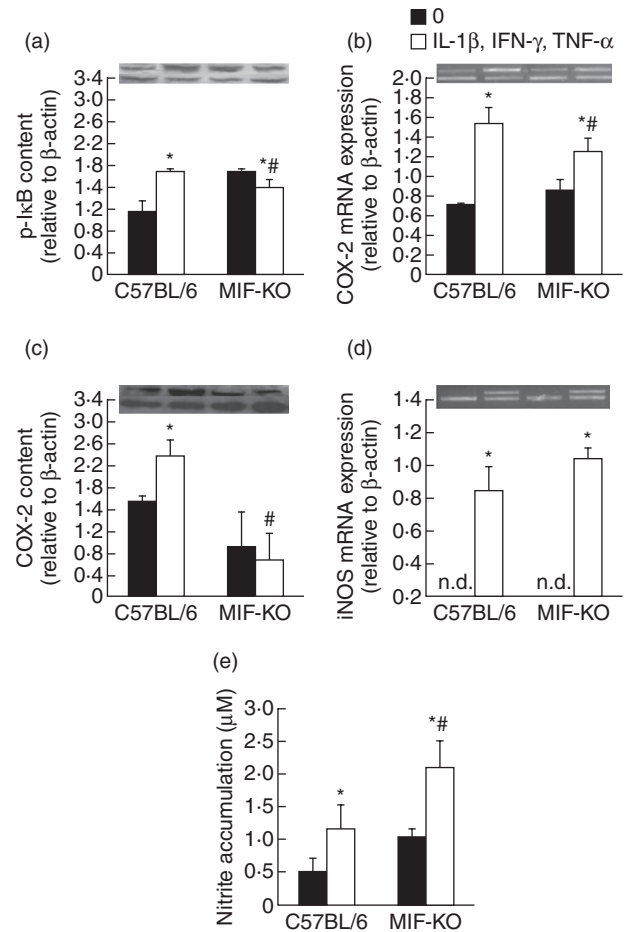 0
IL-1β, IFN-γ, TNF-α
(a)
p-IκB content
(relative to β-actin)
3·4
3·0
2·6
2·2
1·8
1·4
1·2
0·8
0·4
0
*
*#
C57BL/6 MIF-KO
(b)
COX-2 mRNA expression
(relative to β-actin)
2·0
1·8
1·6
1·4
1·2
1·0
0·8
0·6
0·4
0·2
0
*
*#
C57BL/6 MIF-KO
(c)
COX-2 content
(relative to β-actin)
3·4
3·0
2·6
2·2
1·8
1·4
1·2
0·8
0·4
0
*
#
C57BL/6 MIF-KO
(d)
iNOS mRNA expression
(relative to β-actin)
1·4
1·2
1·0
0·8
0·6
0·4
0·2
n.d.
*
n.d.
*
C57BL/6 MIF-KO
(e)
Nitrite accumulation (μM)
3·0
2·5
2·0
1·5
1·0
0·5
0
*
*#
C57BL/6 MIF-KO